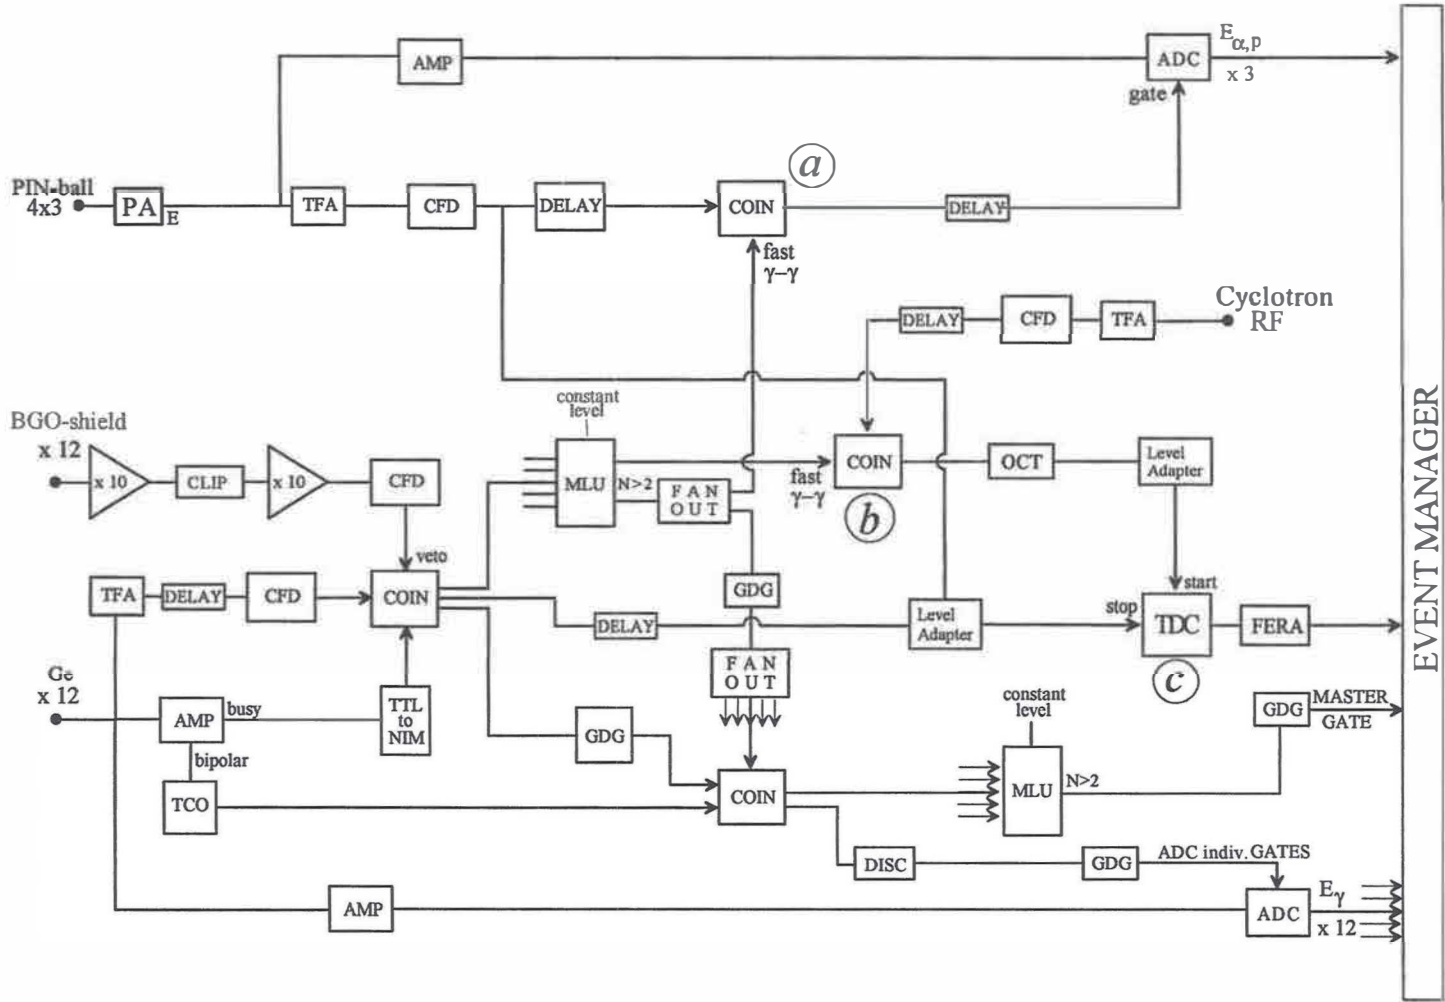 E α,p
x 3
AMP
ADC
gate
a
PIN-ball
4x3
PA
E
TFA
CFD
DELAY
COIN
DELAY
fast
γ–γ
Cyclotron
RF
DELAY
CFD
TFA
constant
level
BGO-shield
x 12
x 10
CLIP
x 10
CFD
MLU
N>2
FAN
OUT
fast
γ–γ
COIN
OCT
Level
Adapter
b
veto
start
TFA
DELAY
CFD
COIN
GDG
DELAY
Level
Adapter
stop
TDC
FERA
c
Ge
x 12
AMP
busy
TTL
to
NIM
FAN
OUT
constant
level
GDG
MASTER
GATE
bipolar
GDG
TCO
COIN
MLU
N>2
DISC
GDG
ADC indiv. GATES
AMP
ADC
Eγ
x 12
EVENT MANAGER